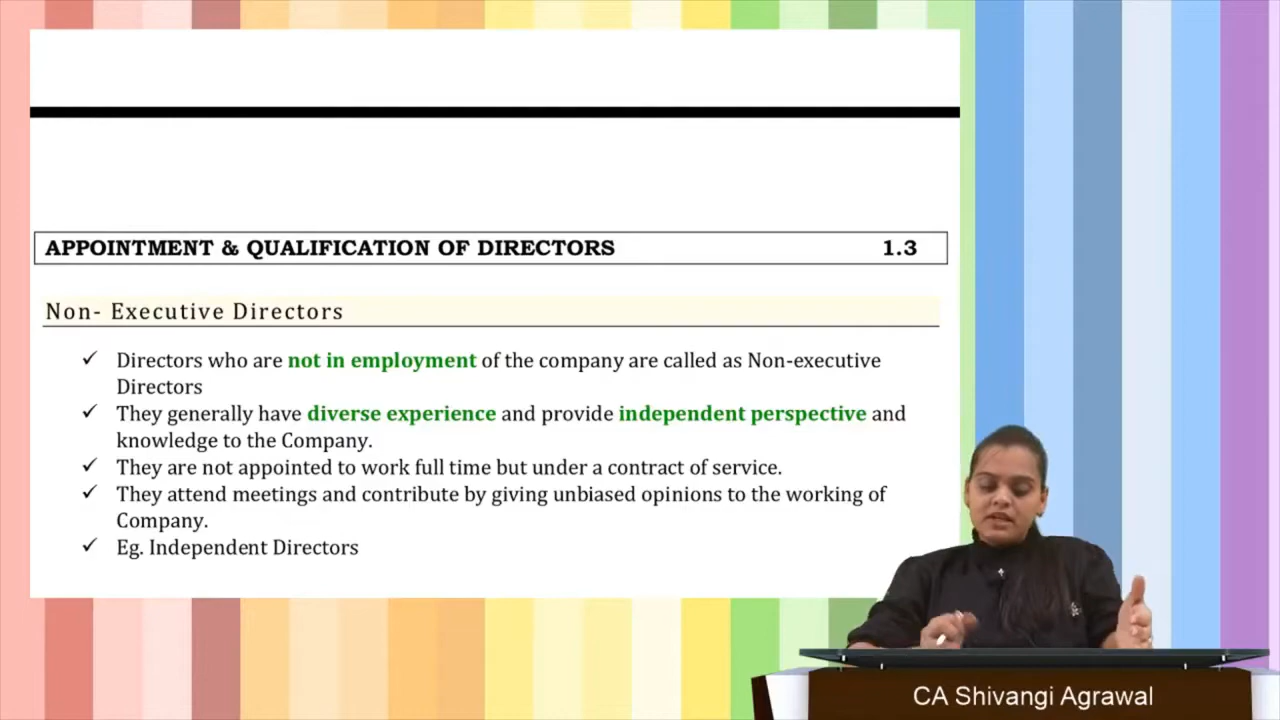 APPOINTMENT & QUALIFICATION OF DIRECTORS 1.3
Non- Executive Directors
✓ Directors who are not in employment of the company are called as Non-executive
Directors
✓ They generally have diverse experience and provide independent perspective and
knowledge to the Company.
✓ They are not appointed to work full time but under a contract of service.
✓ They attend meetings and contribute by giving unbiased opinions to the working of
Company.
✓ Eg. Independent Directors
CA Shivangi Agrawal